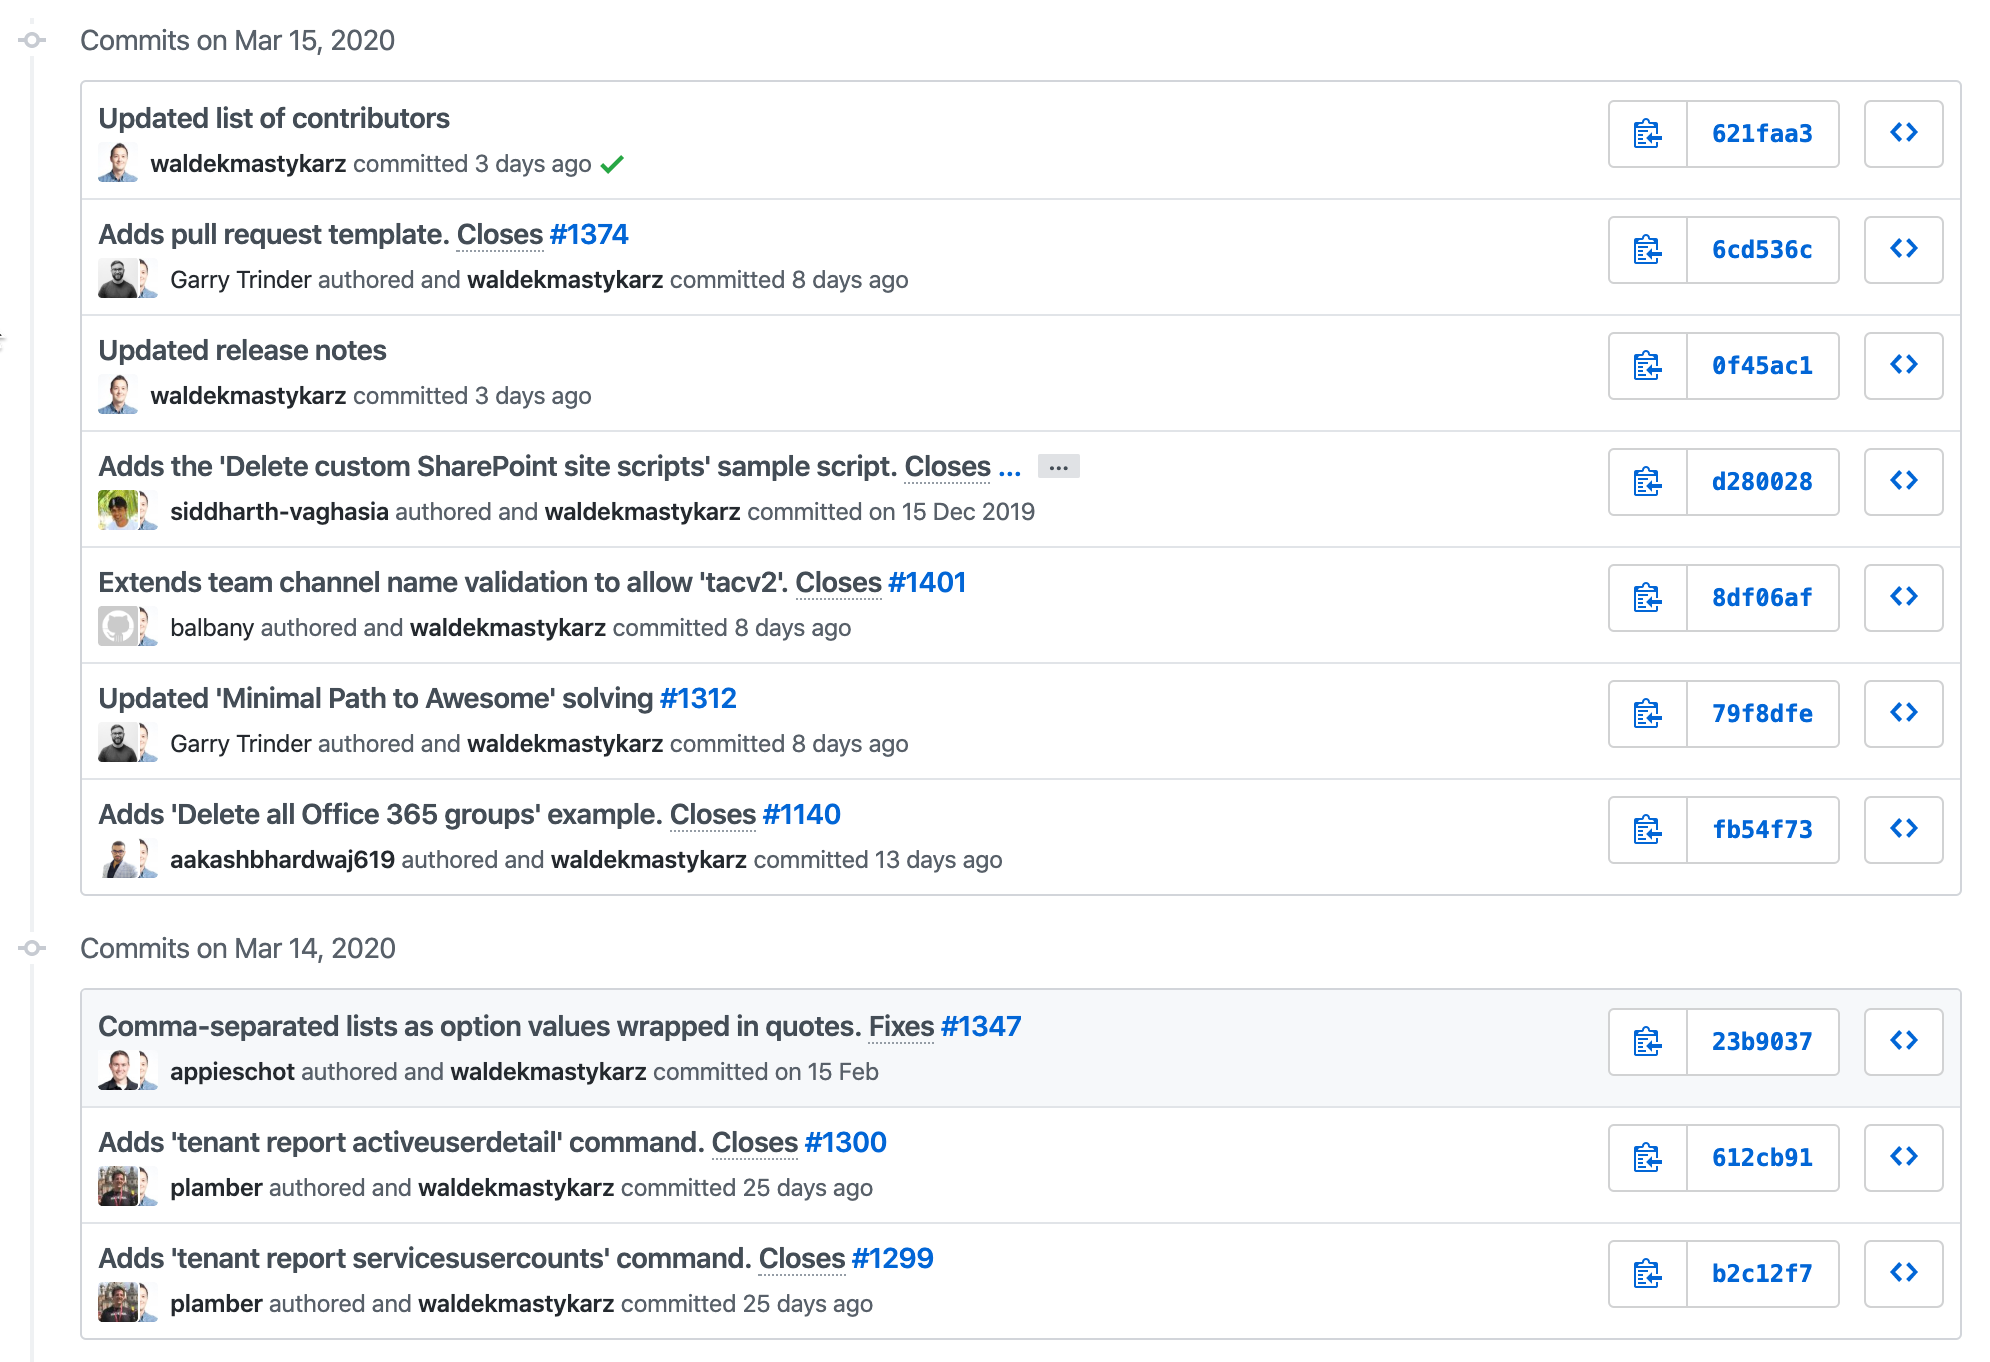 Commits on Mar 15, 2020
Updated list of contributors
waldekmastykarz committed 3 days ago
621faa3
Adds pull request template. Closes #1374
Garry Trinder authored and waldekmastykarz committed 8 days ago
6cd536c
Updated release notes
waldekmastykarz committed 3 days ago
0f45ac1
Adds the 'Delete custom SharePoint site scripts' sample script. Closes ... ...
siddharth-vaghasia authored and waldekmastykarz committed on 15 Dec 2019
d280028
Extends team channel name validation to allow 'tacv2'. Closes #1401
balbany authored and waldekmastykarz committed 8 days ago
8df06af
Updated 'Minimal Path to Awesome' solving #1312
Garry Trinder authored and waldekmastykarz committed 8 days ago
79f8dfe
Adds 'Delete all Office 365 groups' example. Closes #1140
aakashbhardwaj619 authored and waldekmastykarz committed 13 days ago
fb54f73
Commits on Mar 14, 2020
Comma-separated lists as option values wrapped in quotes. Fixes #1347
appieschot authored and waldekmastykarz committed on 15 Feb
23b9037
Adds 'tenant report activeuserdetail' command. Closes #1300
plamber authored and waldekmastykarz committed 25 days ago
612cb91
Adds 'tenant report servicesusercounts' command. Closes #1299
plamber authored and waldekmastykarz committed 25 days ago
b2c12f7